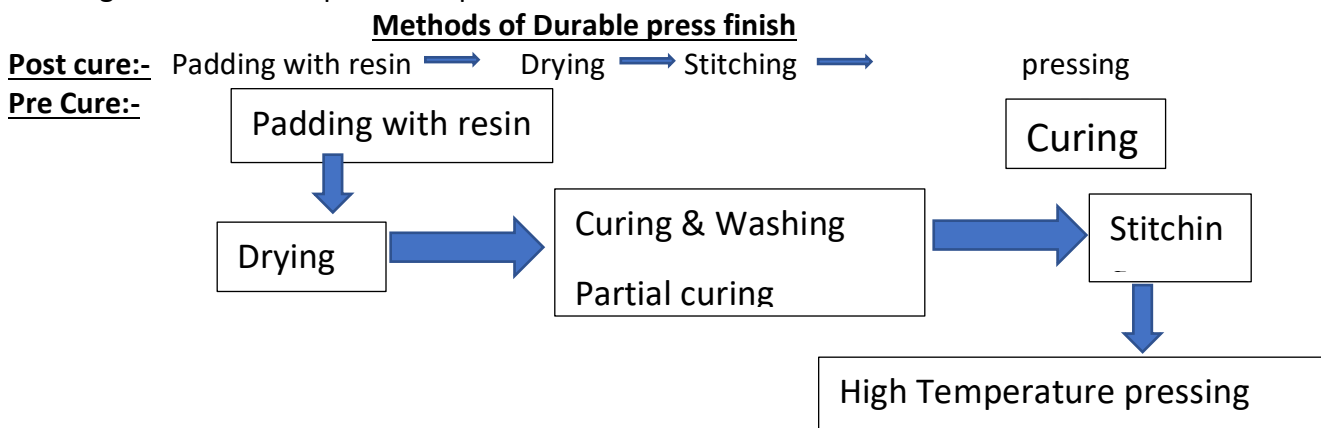 Methods of Durable press finish
Post cure:- Padding with resin Drying Stitching pressing
Pre Cure:-
Padding with resin
Curing
Drying
Curing & Washing
Partial curing
Stitchin
High Temperature pressing